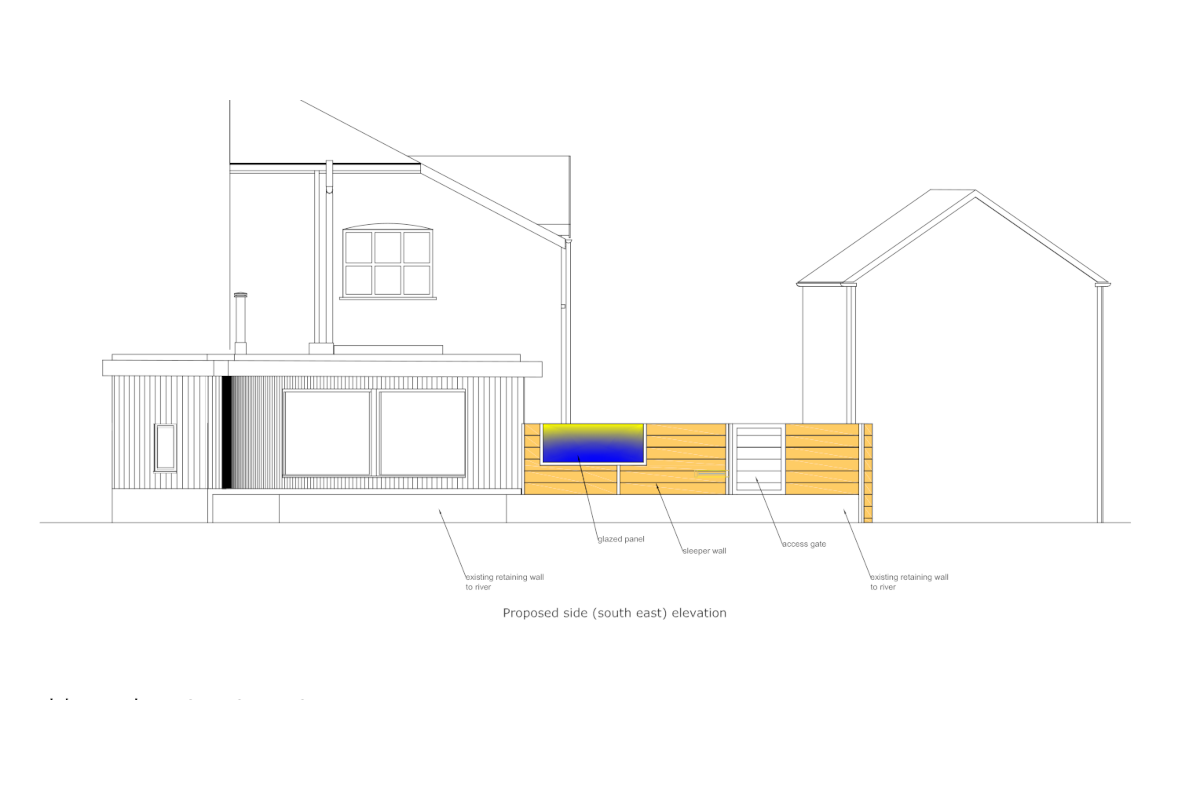 glazed panel
sleeper wall
access gate
existing retaining wall
to river
existing retaining wall
to river
Proposed side (south east) elevation